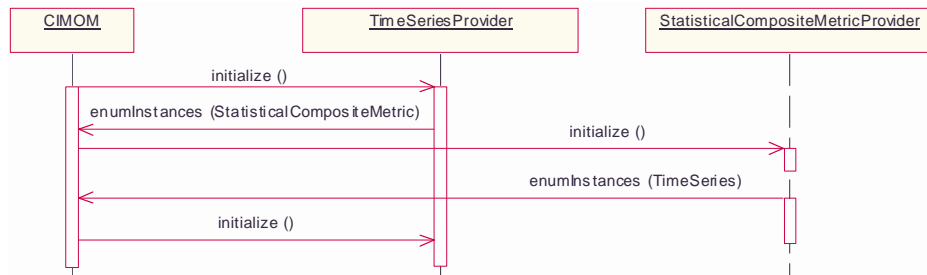 CIMOM TimeSeriesProvider StatisticalCompositeMetricProvider
initialize ()
enumInstances (StatisticalCompositeMetric)
initialize ()
enumInstances (TimeSeries)
initialize ()